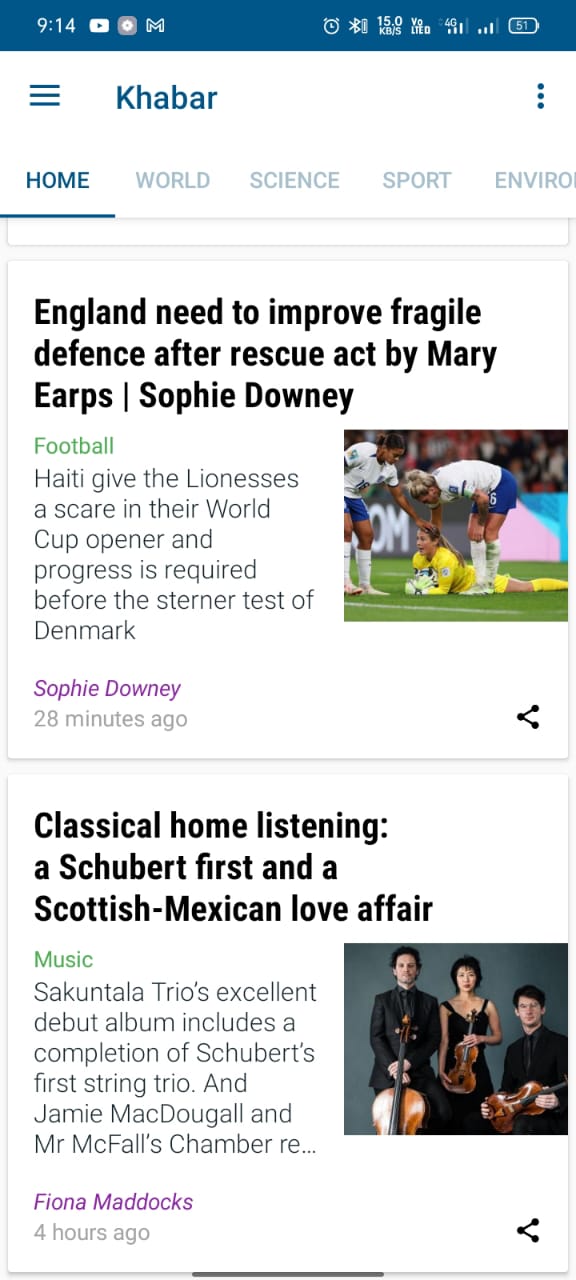 9:14 15.0 KB/S Vo LTED 4G 51
Khabar
HOME WORLD SCIENCE SPORT ENVIRO
England need to improve fragile
defence after rescue act by Mary
Earps | Sophie Downey
Football
Haiti give the Lionesses
a scare in their World
Cup opener and
progress is required
before the sterner test of
Denmark
Sophie Downey
28 minutes ago
Classical home listening:
a Schubert first and a
Scottish-Mexican love affair
Music
Sakuntala Trio’s excellent
debut album includes a
completion of Schubert’s
first string trio. And
Jamie MacDougall and
Mr McFall’s Chamber re...
Fiona Maddocks
4 hours ago